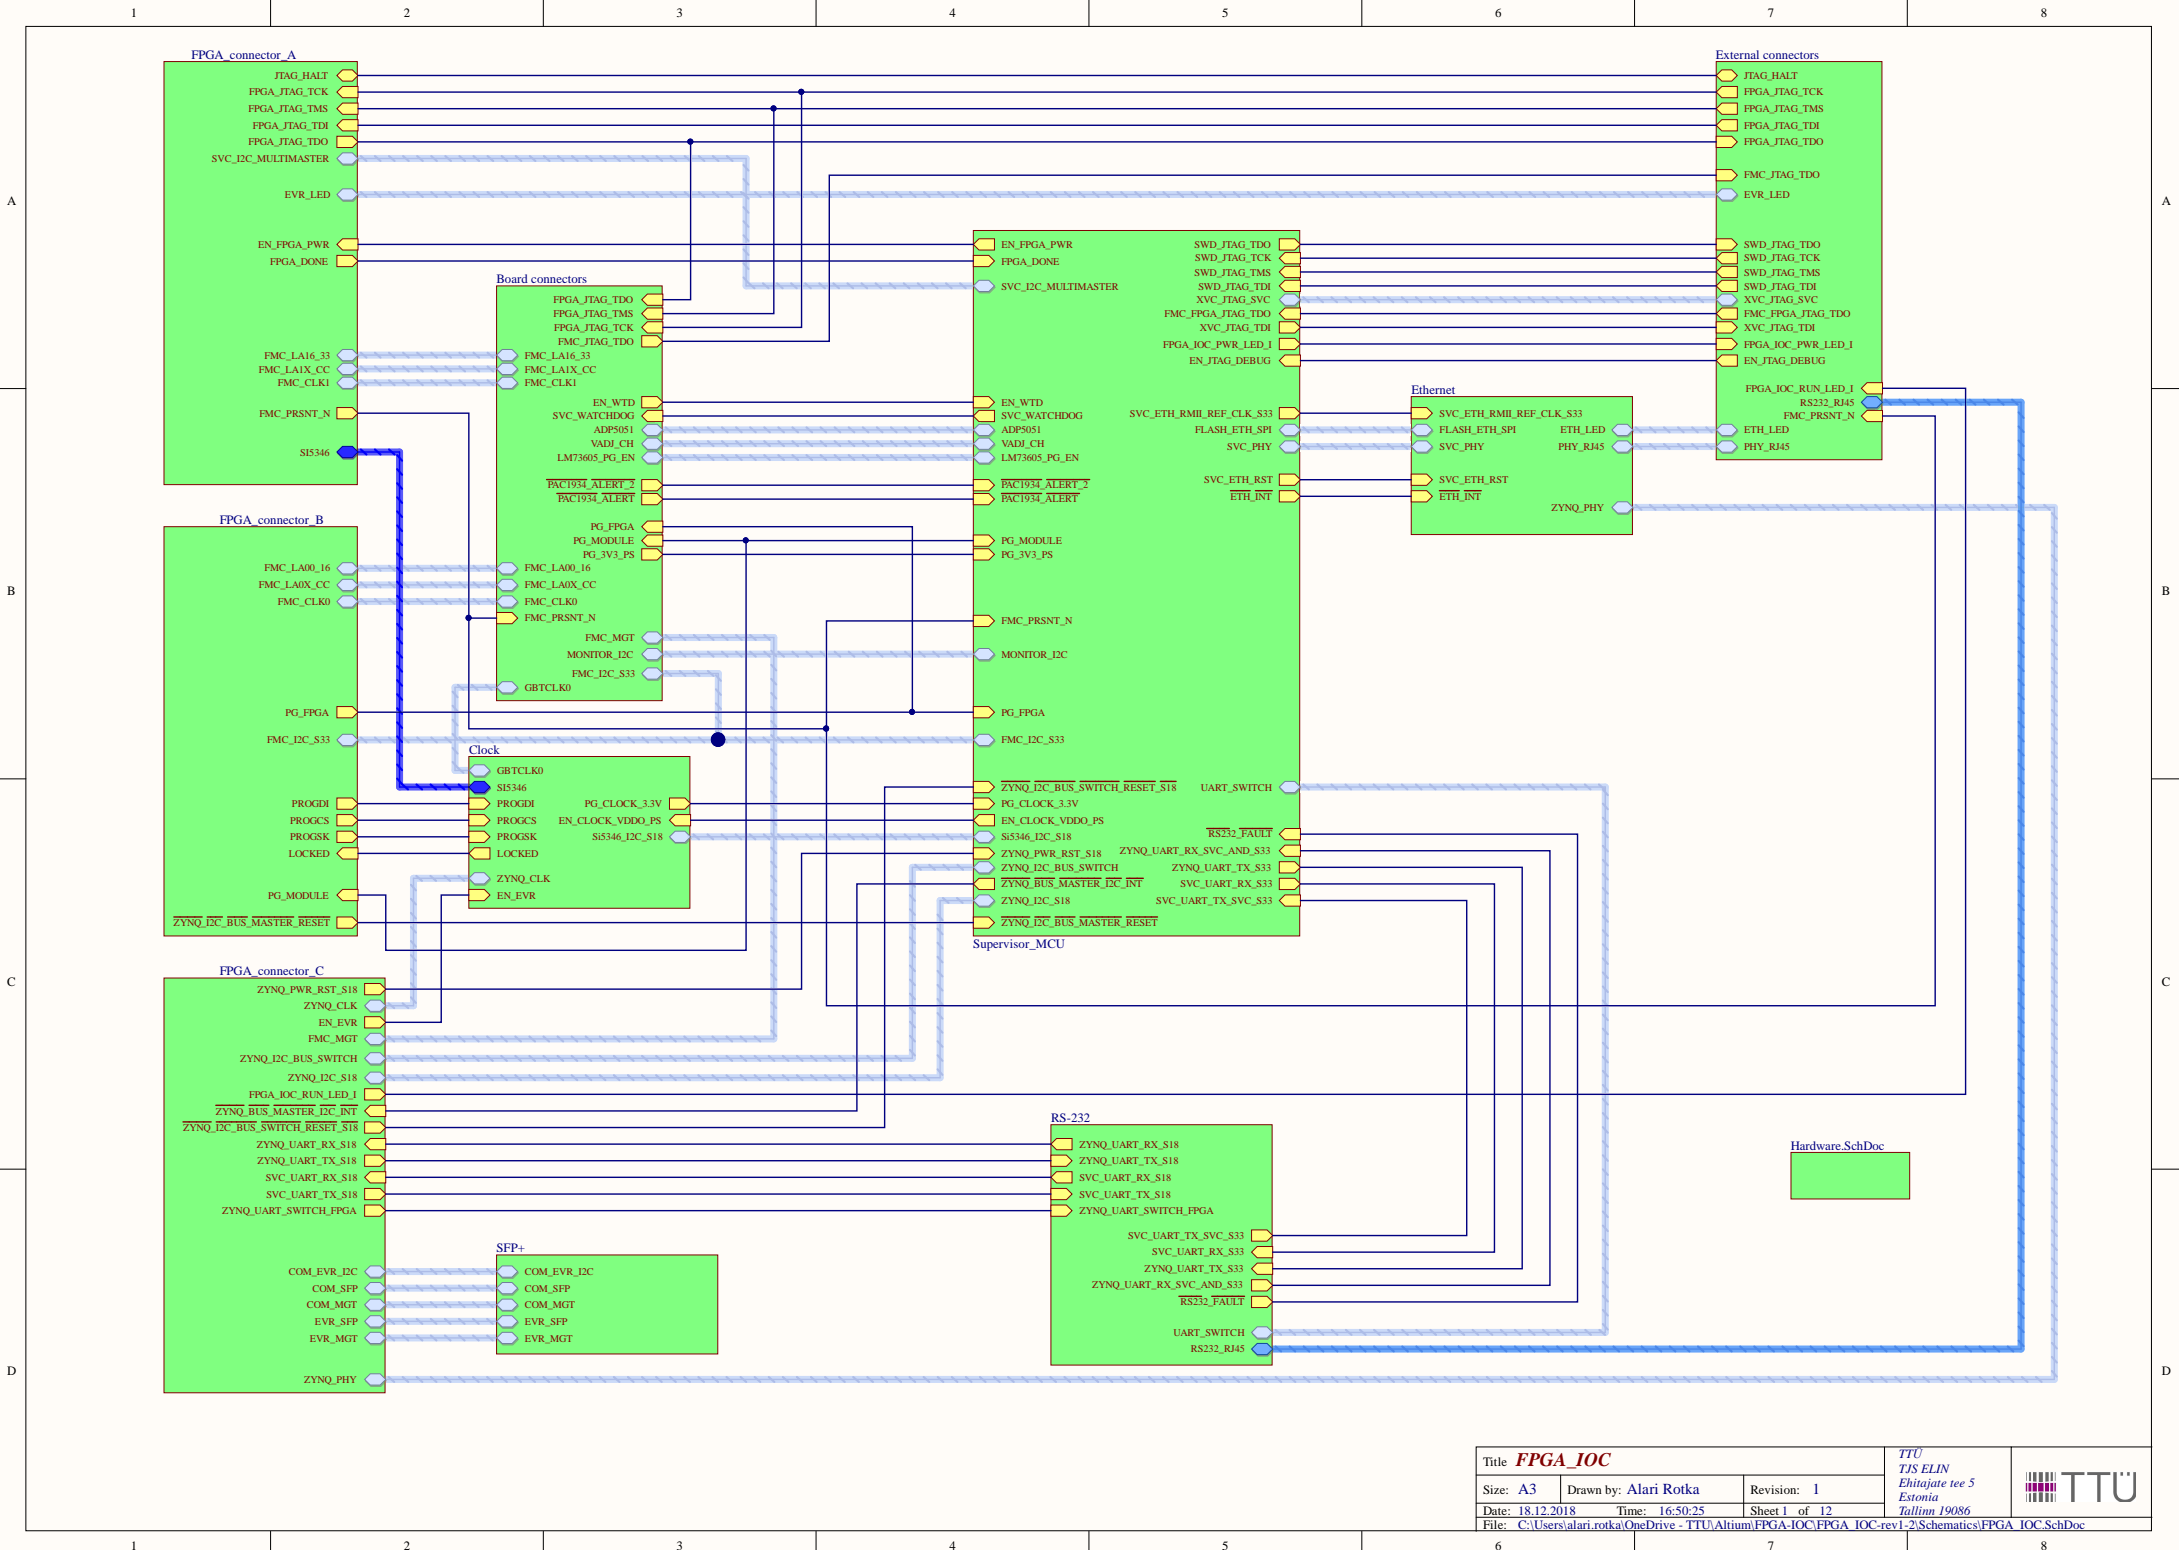 1 2 3 4 5 6 7 8
A
B
C
D
A
B
C
D
FPGA_connector_A
JTAG_HALT
FPGA_JTAG_TCK
FPGA_JTAG_TMS
FPGA_JTAG_TDI
FPGA_JTAG_TDO
SVC_I2C_MULTIMASTER
EVR_LED
EN_FPGA_PWR
FPGA_DONE
FMC_LA16_33
FMC_LA1X_CC
FMC_CLK1
FMC_PRSNT_N
SI5346
FPGA_connector_B
FMC_LA00_16
FMC_LA0X_CC
FMC_CLK0
PG_FPGA
FMC_I2C_S33
PROGDI
PROGCS
PROGSK
LOCKED
PG_MODULE
ZYNQ_I2C_BUS_MASTER_RESET
FPGA_connector_C
ZYNQ_PWR_RST_S18
ZYNQ_CLK
EN_EVR
FMC_MGT
ZYNQ_I2C_BUS_SWITCH
ZYNQ_I2C_S18
FPGA_IOC_RUN_LED_I
ZYNQ_BUS_MASTER_I2C_INT
ZYNQ_I2C_BUS_SWITCH_RESET_S18
ZYNQ_UART_RX_S18
ZYNQ_UART_TX_S18
SVC_UART_RX_S18
SVC_UART_TX_S18
ZYNQ_UART_SWITCH_FPGA
COM_EVR_I2C
COM_SFP
COM_MGT
EVR_SFP
EVR_MGT
ZYNQ_PHY
Board connectors
FPGA_JTAG_TDO
FPGA_JTAG_TMS
FPGA_JTAG_TCK
FMC_JTAG_TDO
FMC_LA16_33
FMC_LA1X_CC
FMC_CLK1
EN_WTD
SVC_WATCHDOG
ADP5051
VADJ_CH
LM73605_PG_EN
PAC1934_ALERT_2
PAC1934_ALERT
PG_FPGA
PG_MODULE
PG_3V3_PS
FMC_LA00_16
FMC_LA0X_CC
FMC_CLK0
FMC_PRSNT_N
FMC_MGT
MONITOR_I2C
FMC_I2C_S33
GBTCLK0
Clock
GBTCLK0
SI5346
PROGDI PG_CLOCK_3.3V
PROGCS EN_CLOCK_VDDO_PS
PROGSK Si5346_I2C_S18
LOCKED
ZYNQ_CLK
EN_EVR
SFP+
COM_EVR_I2C
COM_SFP
COM_MGT
EVR_SFP
EVR_MGT
EN_FPGA_PWR SWD_JTAG_TDO
SWD_JTAG_TCK
FPGA_DONE
SWD_JTAG_TMS
SVC_I2C_MULTIMASTER SWD_JTAG_TDI
XVC_JTAG_SVC
FMC_FPGA_JTAG_TDO
XVC_JTAG_TDI
FPGA_IOC_PWR_LED_I
EN_JTAG_DEBUG
EN_WTD
SVC_WATCHDOG SVC_ETH_RMII_REF_CLK_S33
ADP5051 FLASH_ETH_SPI
VADJ_CH SVC_PHY
LM73605_PG_EN
PAC1934_ALERT_2 SVC_ETH_RST
PAC1934_ALERT ETH_INT
PG_MODULE
PG_3V3_PS
FMC_PRSNT_N
MONITOR_I2C
PG_FPGA
FMC_I2C_S33
ZYNQ_I2C_BUS_SWITCH_RESET_S18 UART_SWITCH
PG_CLOCK_3.3V
EN_CLOCK_VDDO_PS
Si5346_I2C_S18 RS232_FAULT
ZYNQ_PWR_RST_S18 ZYNQ_UART_RX_SVC_AND_S33
ZYNQ_I2C_BUS_SWITCH ZYNQ_UART_TX_S33
ZYNQ_BUS_MASTER_I2C_INT SVC_UART_RX_S33
ZYNQ_I2C_S18 SVC_UART_TX_SVC_S33
ZYNQ_I2C_BUS_MASTER_RESET
Supervisor_MCU
Ethernet
SVC_ETH_RMII_REF_CLK_S33
FLASH_ETH_SPI ETH_LED
SVC_PHY PHY_RJ45
SVC_ETH_RST
ETH_INT
ZYNQ_PHY
External connectors
JTAG_HALT
FPGA_JTAG_TCK
FPGA_JTAG_TMS
FPGA_JTAG_TDI
FPGA_JTAG_TDO
FMC_JTAG_TDO
EVR_LED
SWD_JTAG_TDO
SWD_JTAG_TCK
SWD_JTAG_TMS
SWD_JTAG_TDI
XVC_JTAG_SVC
FMC_FPGA_JTAG_TDO
XVC_JTAG_TDI
FPGA_IOC_PWR_LED_I
EN_JTAG_DEBUG
FPGA_IOC_RUN_LED_I
RS232_RJ45
FMC_PRSNT_N
ETH_LED
PHY_RJ45
RS-232
ZYNQ_UART_RX_S18
ZYNQ_UART_TX_S18
SVC_UART_RX_S18
SVC_UART_TX_S18
ZYNQ_UART_SWITCH_FPGA
SVC_UART_TX_SVC_S33
SVC_UART_RX_S33
ZYNQ_UART_TX_S33
ZYNQ_UART_RX_SVC_AND_S33
RS232_FAULT
UART_SWITCH
RS232_RJ45
Hardware.SchDoc
Title FPGA_IOC
Size: A3 Drawn by: Alari Rotka Revision: 1
Date: 18.12.2018 Time: 16:50:25 Sheet 1 of 12
File: C:\Users\alari.rotka\OneDrive - TTU\Altium\FPGA-IOC\FPGA_IOC-rev1-2\Schematics\FPGA_IOC.SchDoc
TTÜ
TJS ELIN
Ehitajate tee 5
Estonia
Tallinn 19086
TTÜ
1 2 3 4 5 6 7 8